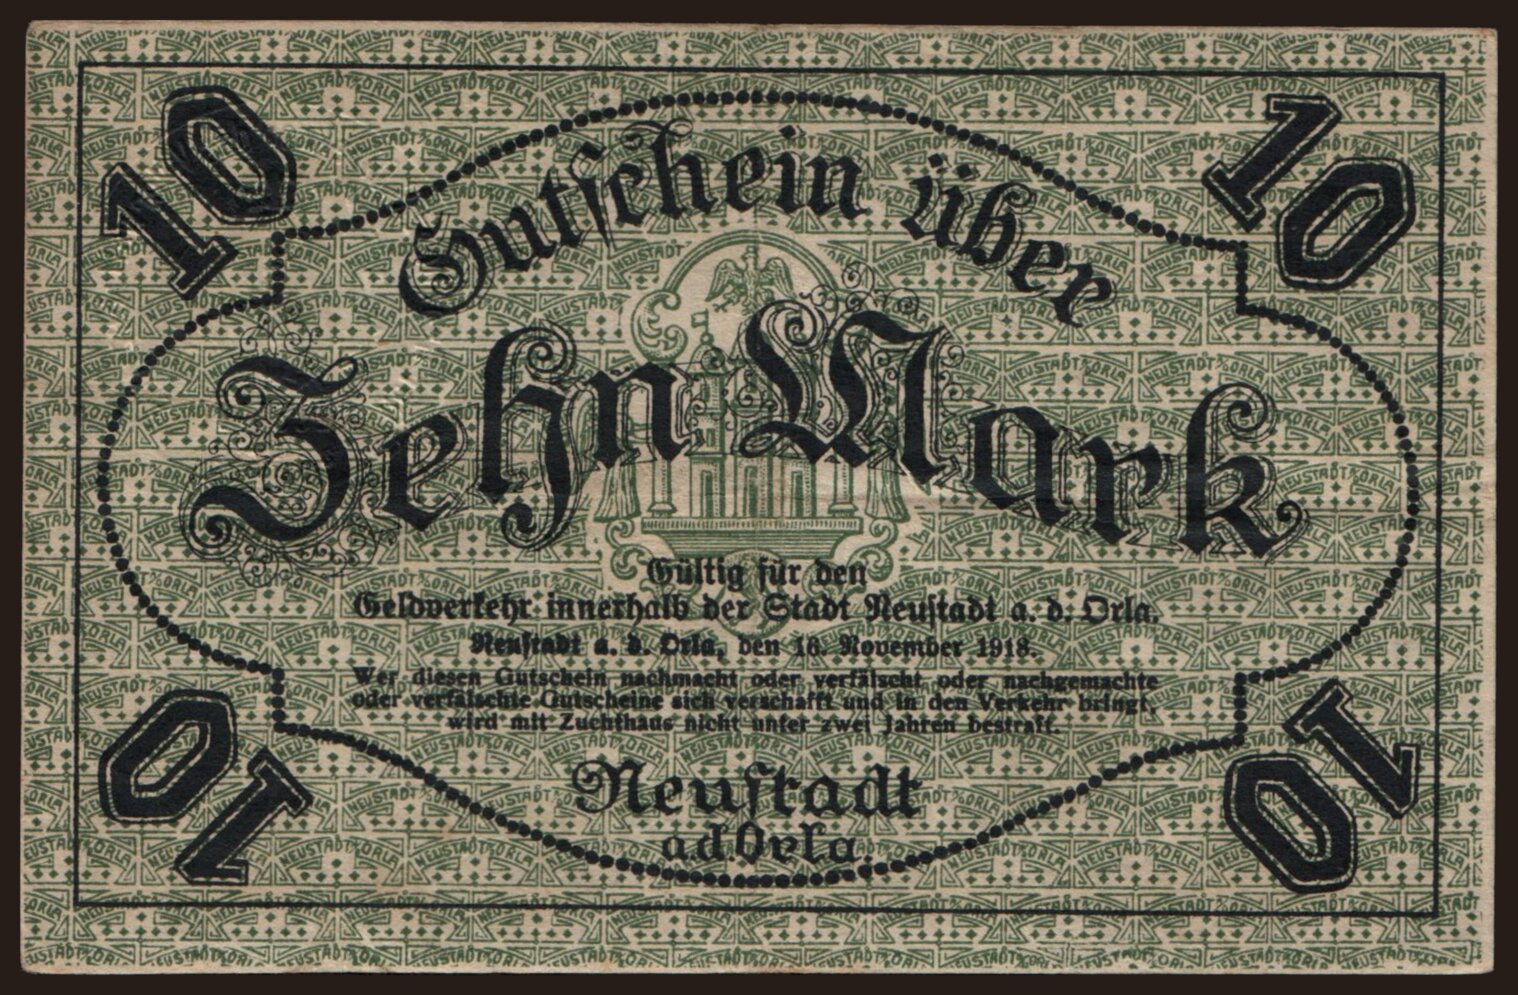 10
10
Gutschein über
Zehn Mark
Gültig für den
Geldverkehr innerhalb der Stadt Neustadt a. d. Orla.
Neustadt a. d. Orla, den 16. November 1918.
Wer diesen Gutschein nachmacht oder verfälscht oder nachgemachte
oder verfälschte Gutscheine sich verschafft und in den Verkehr bringt,
wird mit Zuchthaus nicht unter zwei Jahren bestraft.
Neustadt
a.d.Orla.
10
10